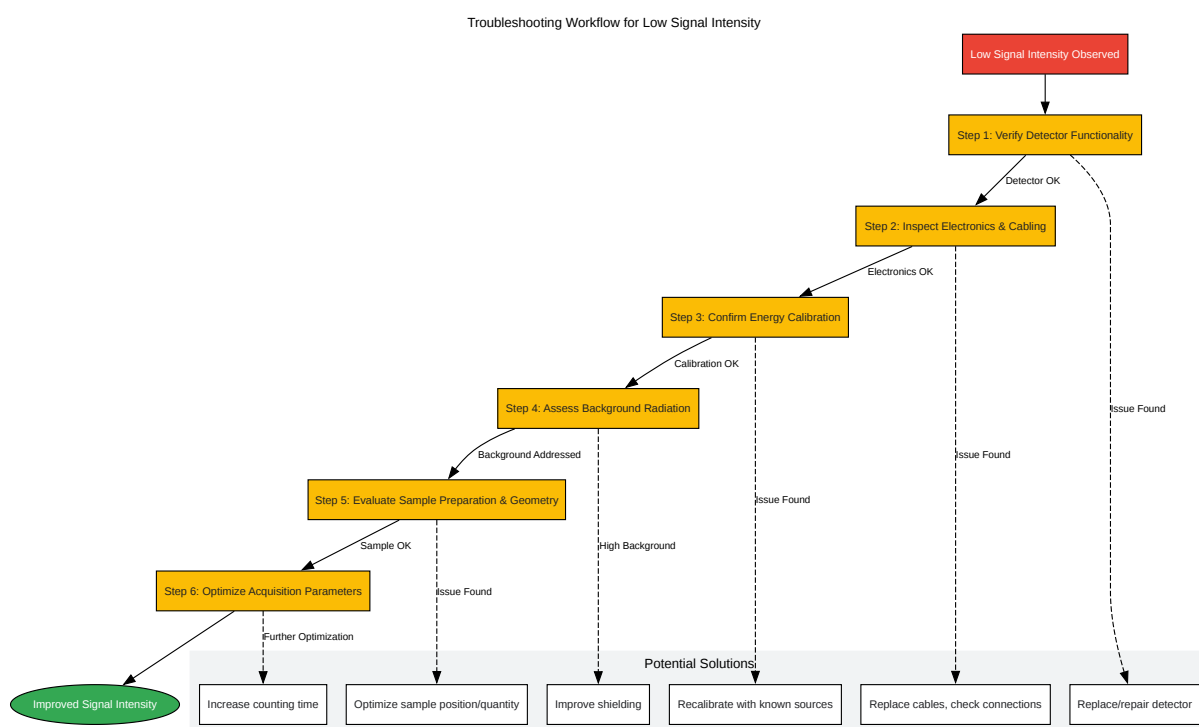 Troubleshooting Workflow for Low Signal Intensity
Low Signal Intensity Observed
Step 1: Verify Detector Functionality
Detector OK
Step 2: Inspect Electronics & Cabling
Electronics OK
Step 3: Confirm Energy Calibration
Calibration OK
Step 4: Assess Background Radiation
Issue Found
Background Addressed
Issue Found
Step 5: Evaluate Sample Preparation & Geometry
Issue Found
Sample OK
High Background
Step 6: Optimize Acquisition Parameters
Issue Found
Further Optimization
Potential Solutions
Improved Signal Intensity
Increase counting time
Optimize sample position/quantity
Improve shielding
Recalibrate with known sources
Replace cables, check connections
Replace/repair detector